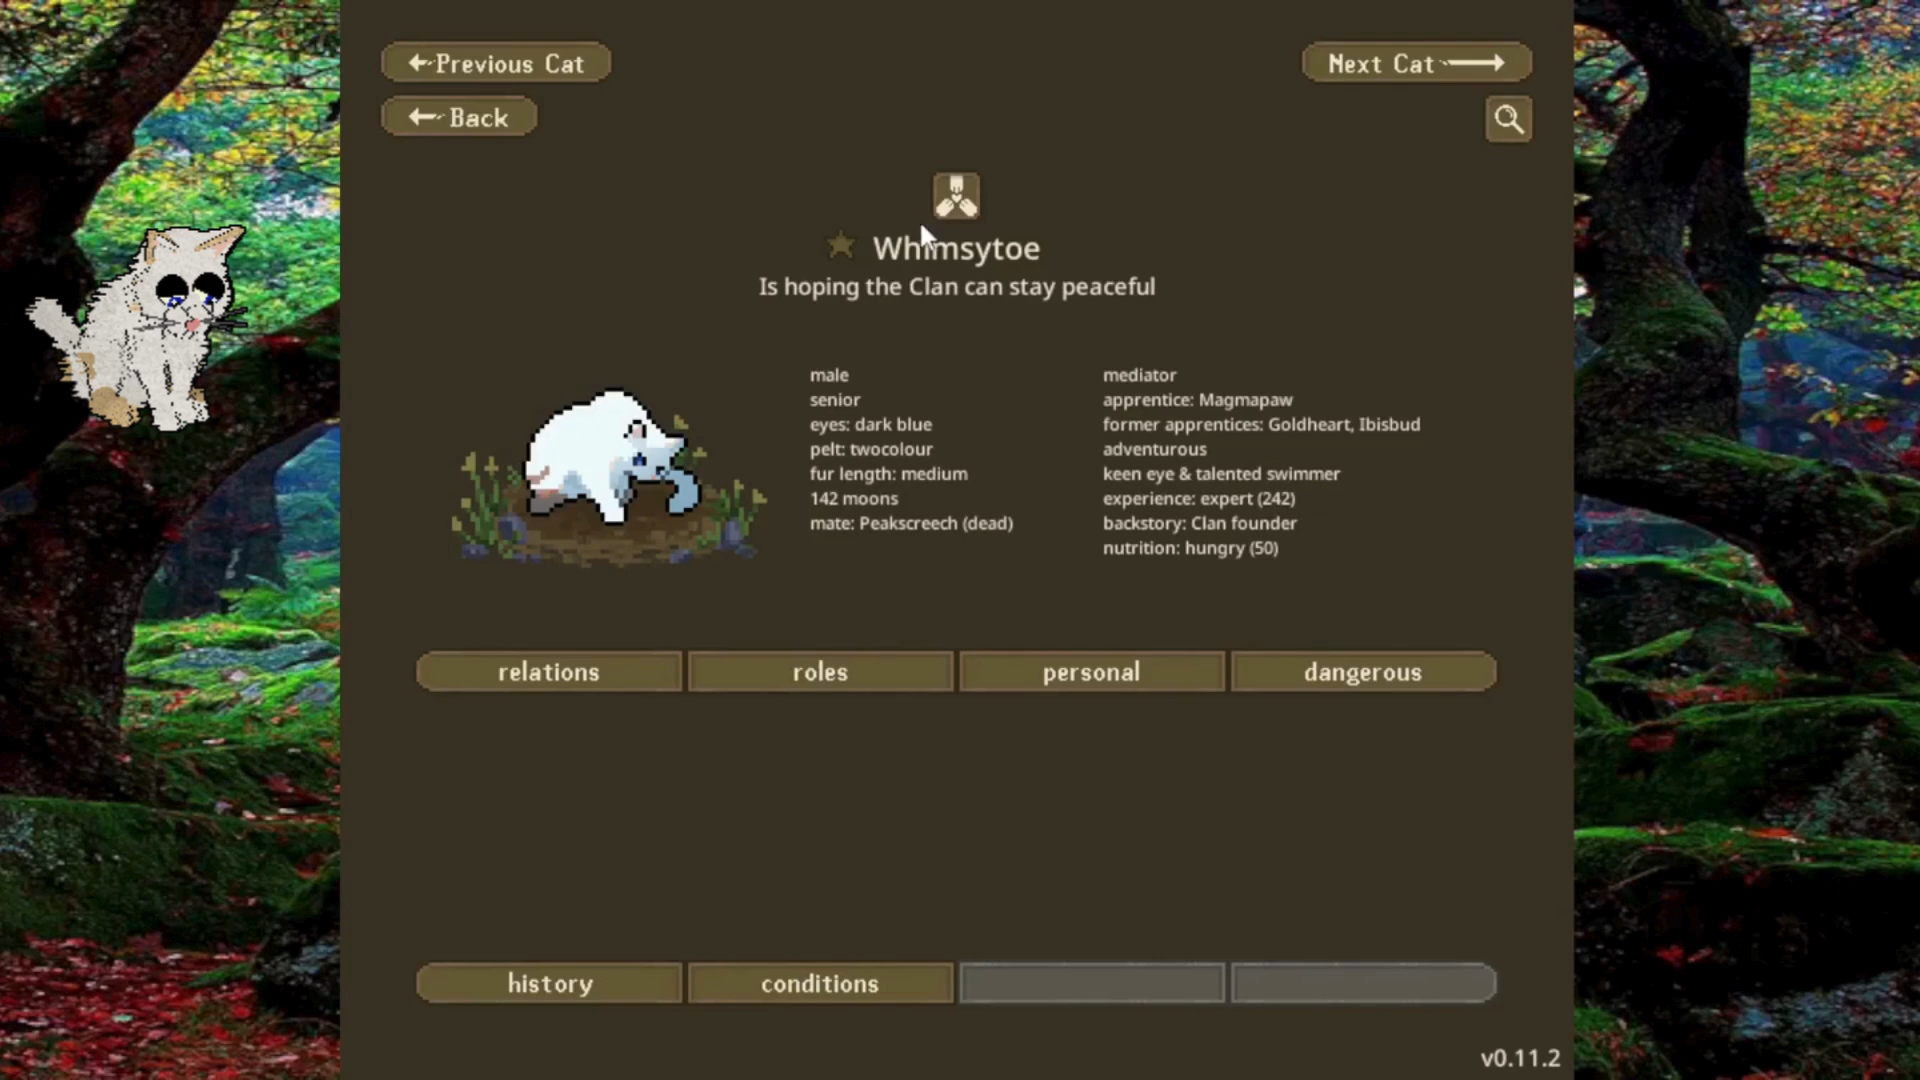 Previous Cat
Next Cat
Back
Whimsytoe
Is hoping the Clan can stay peaceful
male
senior
eyes: dark blue
pelt: twocolour
fur length: medium
142 moons
mate: Peakscreech (dead)
mediator
apprentice: Magmapaw
former apprentices: Goldheart, Ibisbud
adventurous
keen eye & talented swimmer
experience: expert (242)
backstory: Clan founder
nutrition: hungry (50)
relations
roles
personal
dangerous
history
conditions
v0.11.2